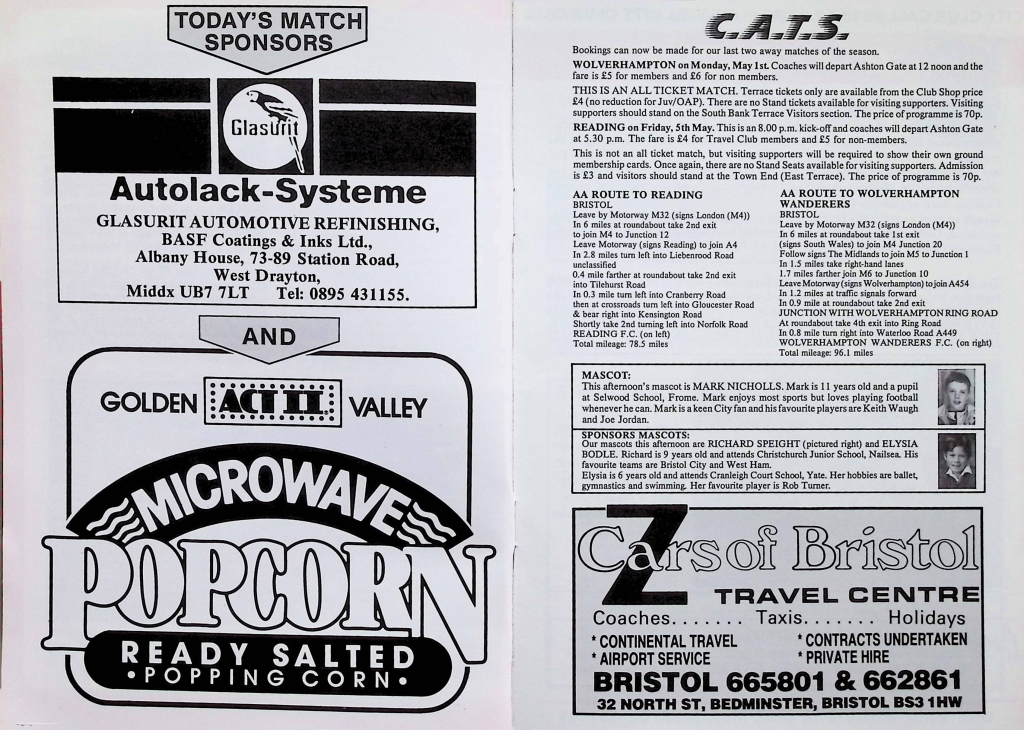 TODAY'S MATCH
SPONSORS
Glasurit
Autolack-Systeme
GLASURIT AUTOMOTIVE REFINISHING,
BASF Coatings & Inks Ltd.,
Albany House, 73-89 Station Road,
West Drayton,
Middx UB7 7LT Tel: 0895 431155.
AND
GOLDEN ACT II VALLEY
MICROWAVE
POPCORN
READY SALTED
• POPPING CORN •
C.A.T.S.
Bookings can now be made for our last two away matches of the season.
WOLVERHAMPTON on Monday, May 1st. Coaches will depart Ashton Gate at 12 noon and the
fare is £5 for members and £6 for non members.
THIS IS AN ALL TICKET MATCH. Terrace tickets only are available from the Club Shop price
£4 (no reduction for Juv/OAP). There are no Stand tickets available for visiting supporters. Visiting
supporters should stand on the South Bank Terrace Visitors section. The price of programme is 70p.
READING on Friday, 5th May. This is an 8.00 p.m. kick-off and coaches will depart Ashton Gate
at 5.30 p.m. The fare is £4 for Travel Club members and £5 for non-members.
This is not an all ticket match, but visiting supporters will be required to show their own ground
membership cards. Once again, there are no Stand Seats available for visiting supporters. Admission
is £3 and visitors should stand at the Town End (East Terrace). The price of programme is 70p.
AA ROUTE TO READING
BRISTOL
Leave by Motorway M32 (signs London (M4))
In 6 miles at roundabout take 2nd exit
to join M4 to Junction 12
Leave Motorway (signs Reading) to join A4
In 2.8 miles turn left into Liebenrood Road
unclassified
0.4 mile farther at roundabout take 2nd exit
into Tilehurst Road
In 0.3 mile turn left into Cranberry Road
then at crossroads turn left into Gloucester Road
& bear right into Kensington Road
Shortly take 2nd turning left into Norfolk Road
READING F.C. (on left)
Total mileage: 78.5 miles
AA ROUTE TO WOLVERHAMPTON
WANDERERS
BRISTOL
Leave by Motorway M32 (signs London (M4))
In 6 miles at roundabout take 1st exit
(signs South Wales) to join M4 Junction 20
Follow signs The Midlands to join M5 to Junction 1
In 1.5 miles take right-hand lanes
1.7 miles farther join M6 to Junction 10
Leave Motorway (signs Wolverhampton) to join A454
In 1.2 miles at traffic signals forward
In 0.9 mile at roundabout take 2nd exit
JUNCTION WITH WOLVERHAMPTON RING ROAD
At roundabout take 4th exit into Ring Road
In 0.8 mile turn right into Waterloo Road A449
WOLVERHAMPTON WANDERERS F.C. (on right)
Total mileage: 96.1 miles
MASCOT:
This afternoon's mascot is MARK NICHOLLS. Mark is 11 years old and a pupil
at Selwood School, Frome. Mark enjoys most sports but loves playing football
whenever he can. Mark is a keen City fan and his favourite players are Keith Waugh
and Joe Jordan.
SPONSORS MASCOTS:
Our mascots this afternoon are RICHARD SPEIGHT (pictured right) and ELYSIA
BODLE. Richard is 9 years old and attends Christchurch Junior School, Nailsea. His
favourite teams are Bristol City and West Ham.
Elysia is 6 years old and attends Cranleigh Court School, Yate. Her hobbies are ballet,
gymnastics and swimming. Her favourite player is Rob Turner.
Z Cars of Bristol
TRAVEL CENTRE
Coaches....... Taxis....... Holidays
* CONTINENTAL TRAVEL * CONTRACTS UNDERTAKEN
* AIRPORT SERVICE * PRIVATE HIRE
BRISTOL 665801 & 662861
32 NORTH ST, BEDMINSTER, BRISTOL BS3 1HW